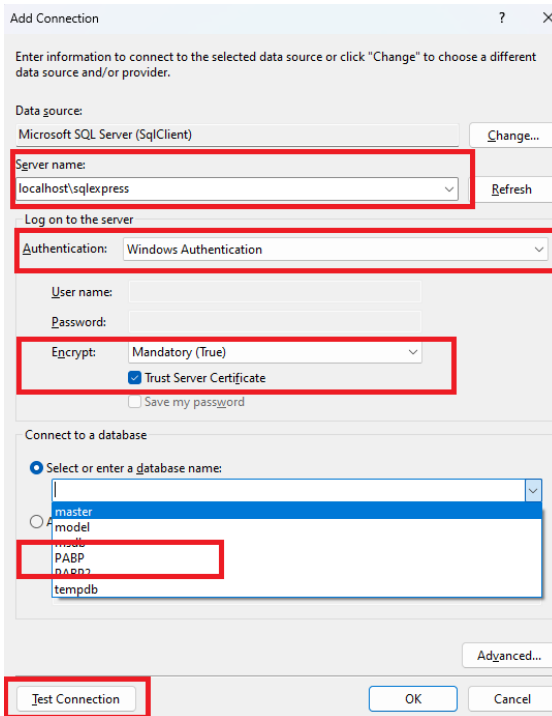 Add Connection ? X
Enter information to connect to the selected data source or click "Change" to choose a different
data source and/or provider.
Data source:
Microsoft SQL Server (SqlClient)
Change...
Server name:
localhost\sqlexpress
Refresh
Log on to the server
Authentication: Windows Authentication
User name:
Password:
Encrypt: Mandatory (True)
Trust Server Certificate
Save my password
Connect to a database
Select or enter a database name:
master
model
msdb
PABP
PABP2
tempdb
Advanced...
Test Connection OK Cancel